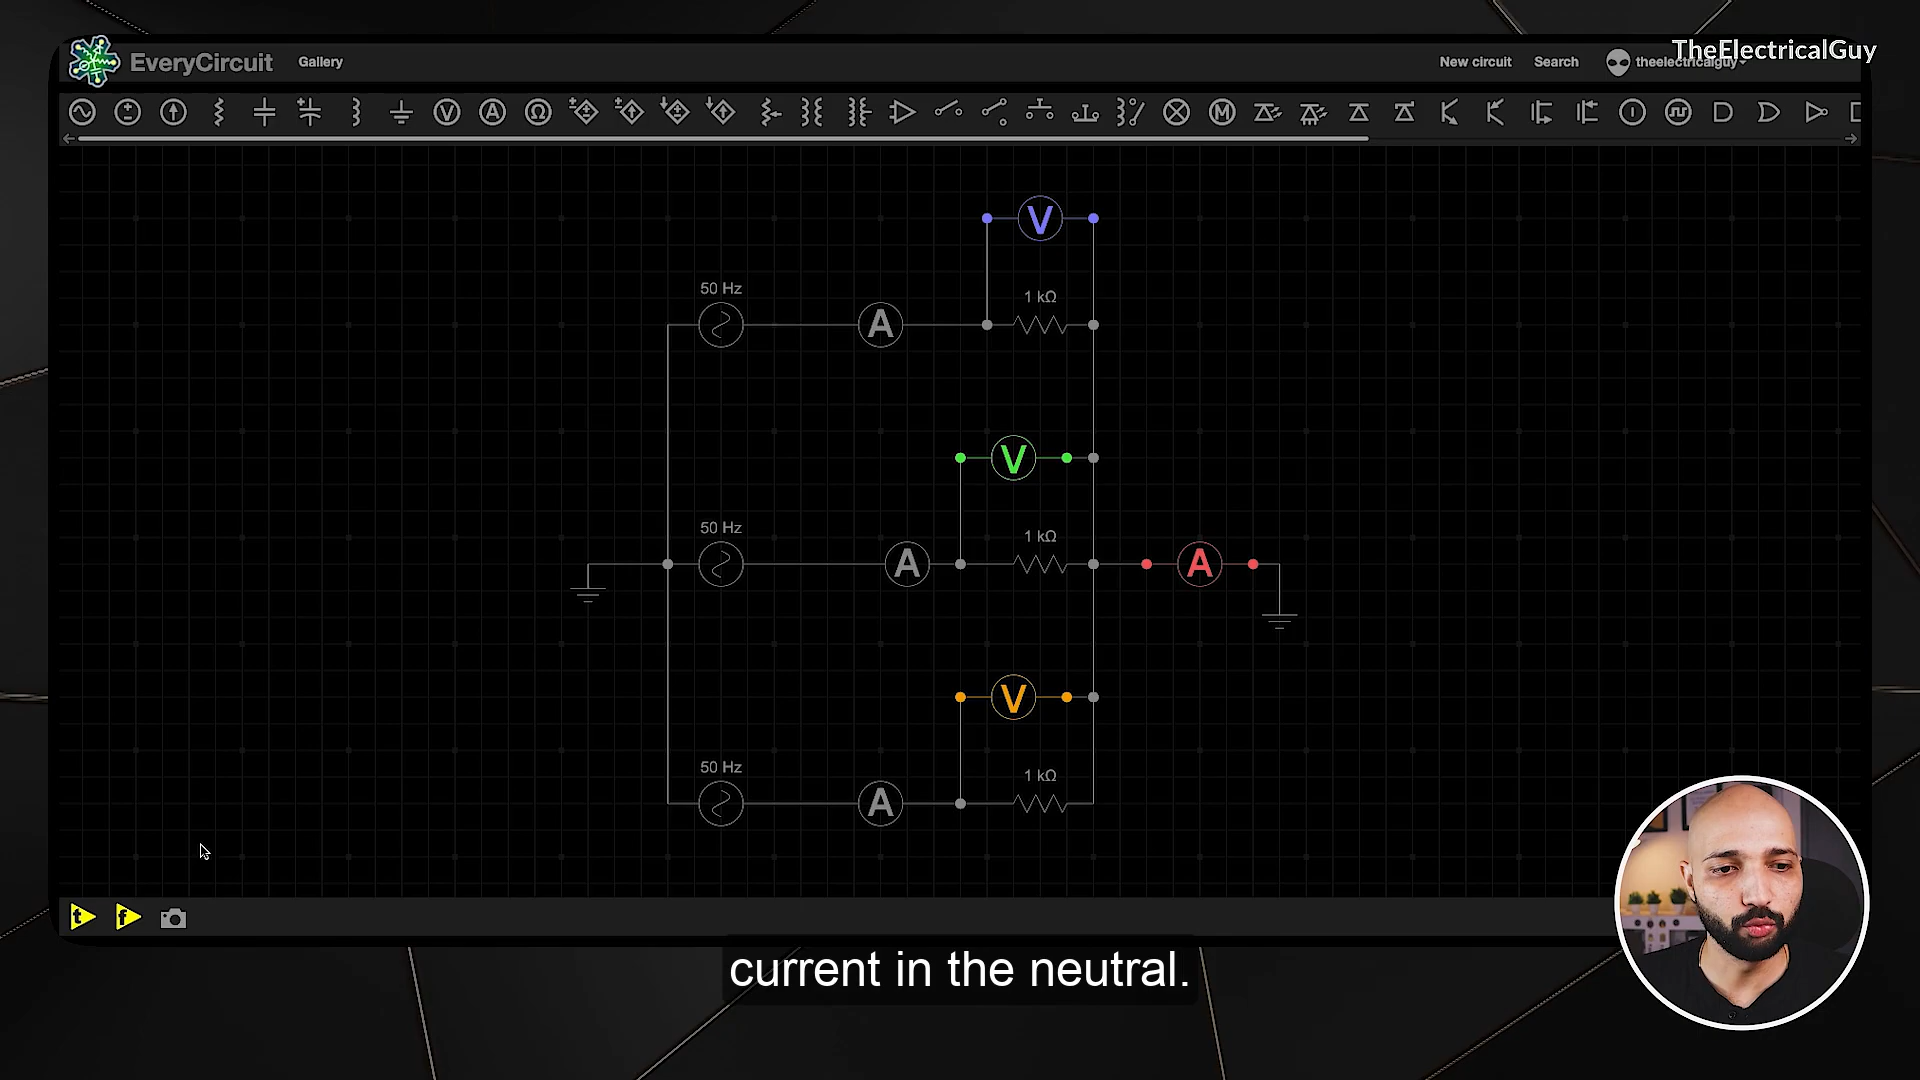 TheElectricalGuy
EveryCircuit
Gallery
New circuit
Search
theelectricalguy
V
A
Ω
M
V
50 Hz
A
1 kΩ
V
50 Hz
A
1 kΩ
A
V
50 Hz
A
1 kΩ
t
f
current in the neutral.